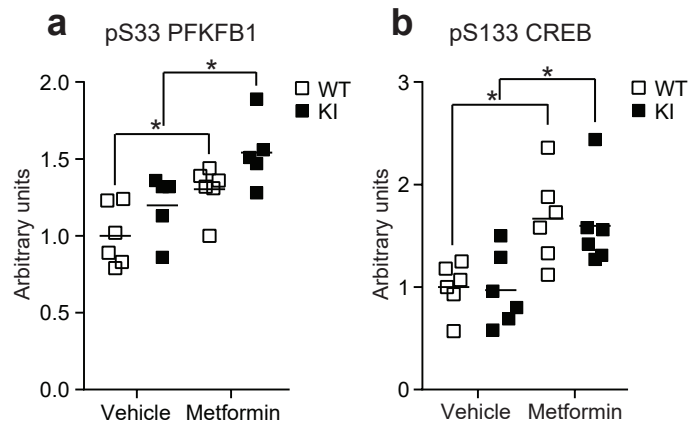 a
pS33 PFKFB1
Arbitrary units
2.0
1.5
1.0
0.5
0.0
*
*
WT
KI
Vehicle Metformin
b
pS133 CREB
Arbitrary units
3
2
1
0
*
*
WT
KI
Vehicle Metformin